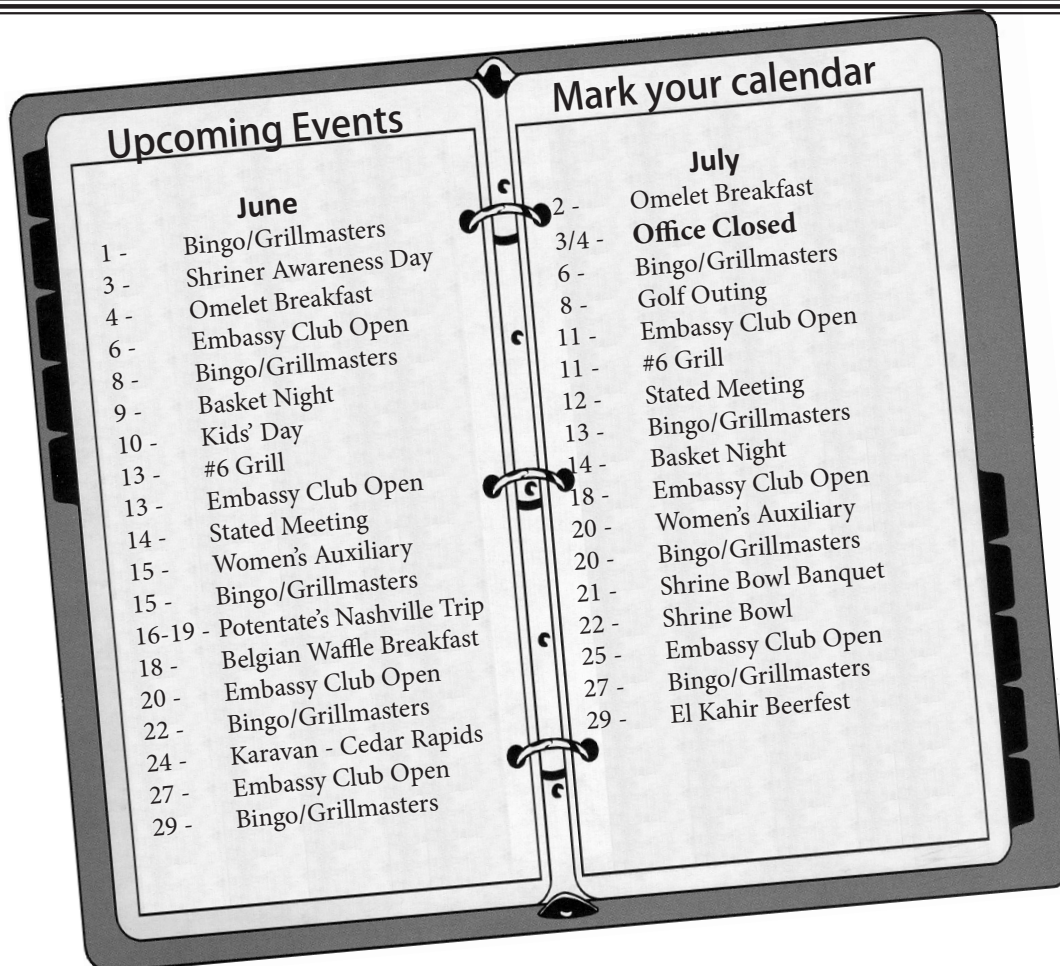 Upcoming Events
June
1 - Bingo/Grillmasters
3 - Shriner Awareness Day
4 - Omelet Breakfast
6 - Embassy Club Open
8 - Bingo/Grillmasters
9 - Basket Night
10 - Kids' Day
13 - #6 Grill
13 - Embassy Club Open
14 - Stated Meeting
15 - Women's Auxiliary
15 - Bingo/Grillmasters
16-19 - Potentate's Nashville Trip
18 - Belgian Waffle Breakfast
20 - Embassy Club Open
22 - Bingo/Grillmasters
24 - Karavan - Cedar Rapids
27 - Embassy Club Open
29 - Bingo/Grillmasters
Mark your calendar
July
2 - Omelet Breakfast
3/4 - Office Closed
6 - Bingo/Grillmasters
8 - Golf Outing
11 - Embassy Club Open
11 - #6 Grill
12 - Stated Meeting
13 - Bingo/Grillmasters
14 - Basket Night
18 - Embassy Club Open
20 - Women's Auxiliary
20 - Bingo/Grillmasters
21 - Shrine Bowl Banquet
22 - Shrine Bowl
25 - Embassy Club Open
27 - Bingo/Grillmasters
29 - El Kahir Beerfest